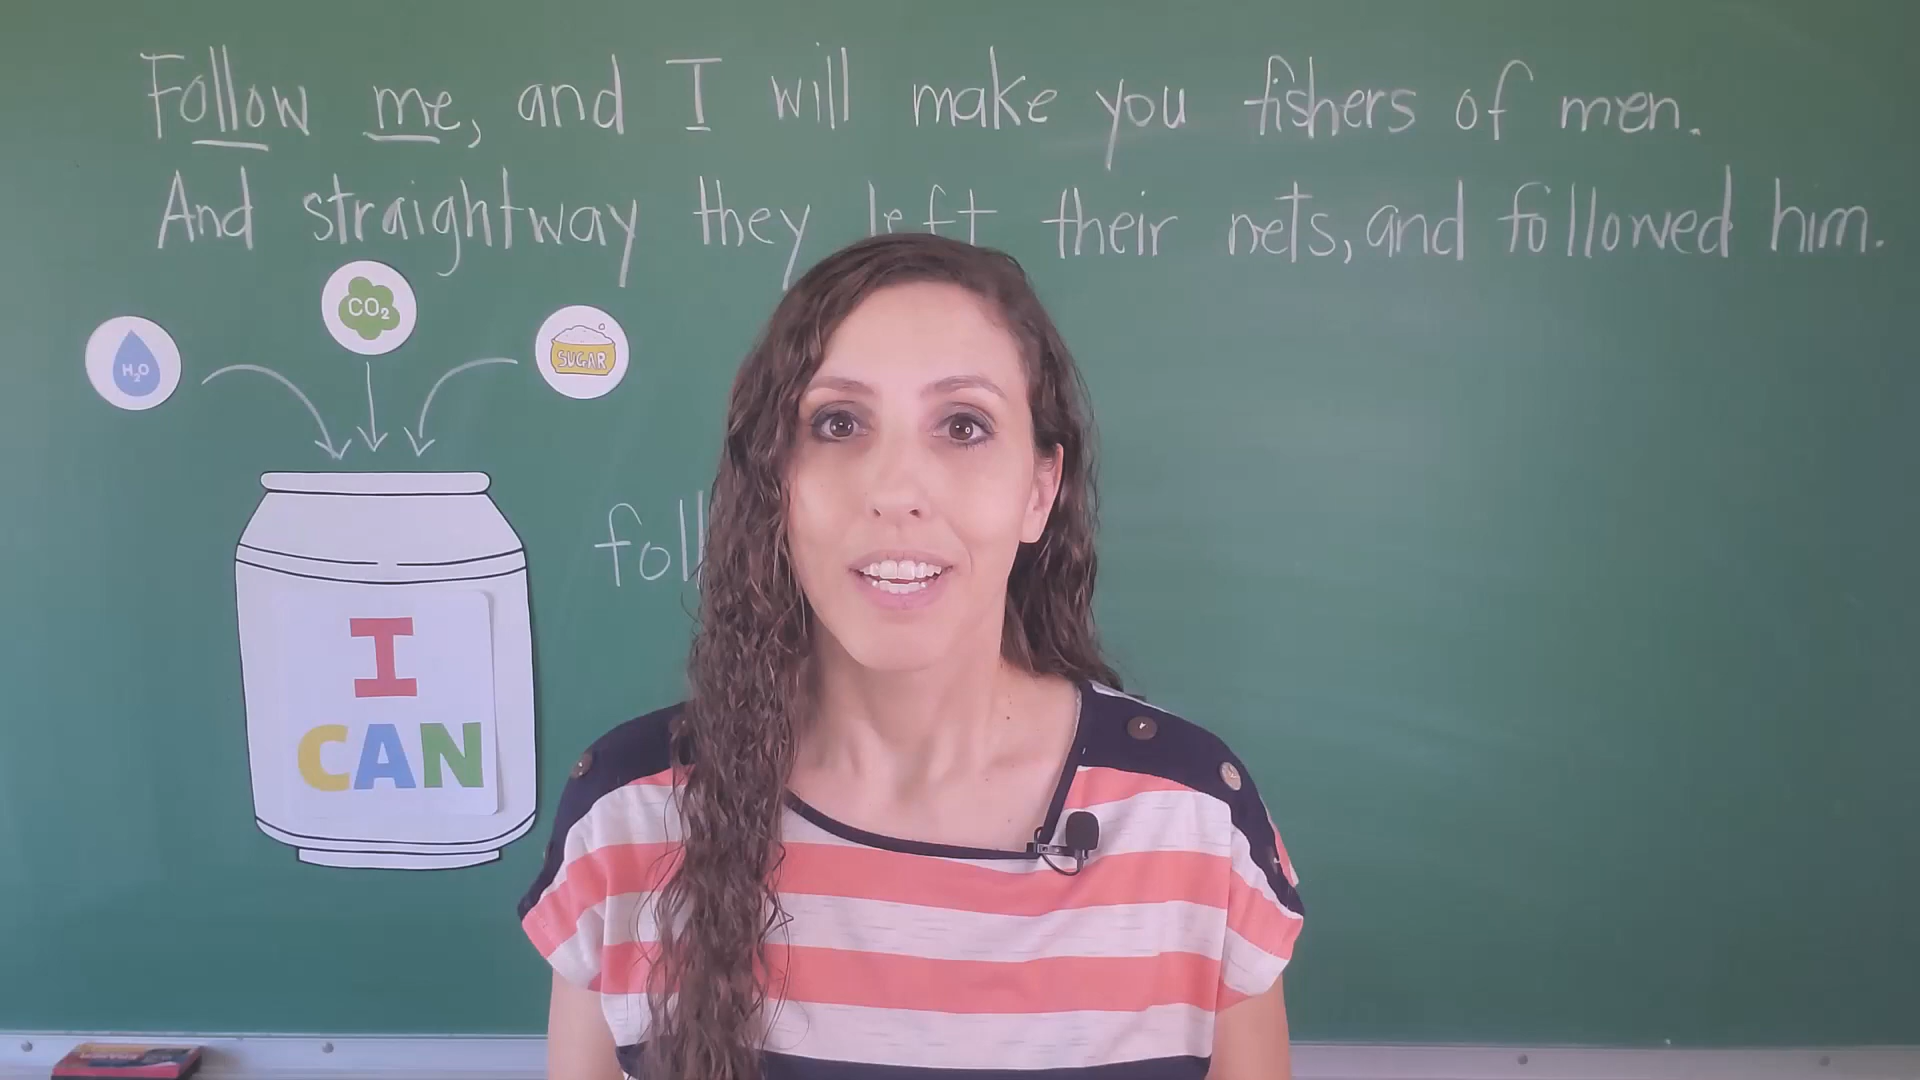 Follow me, and I will make you fishers of men.
And straightway they left their nets, and followed him.
CO₂
H₂O
SUGAR
foll
I
CAN